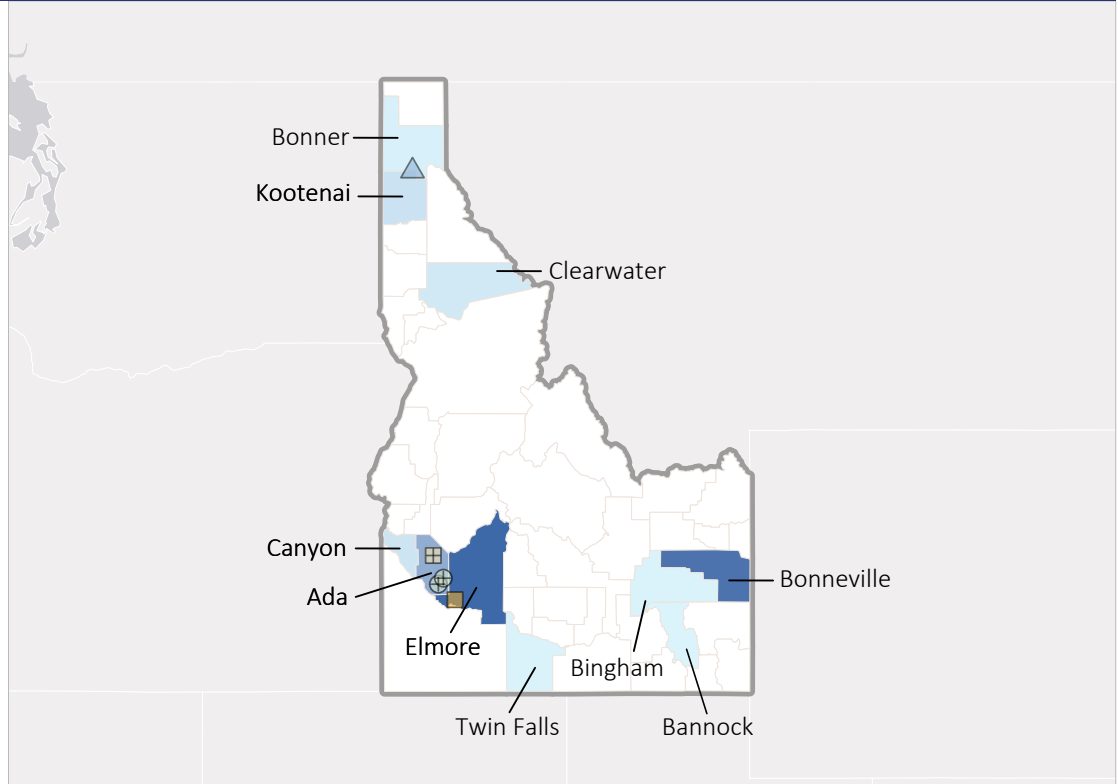 Bonner
Kootenai
Clearwater
Canyon
Ada
Elmore
Bonneville
Bingham
Twin Falls
Bannock